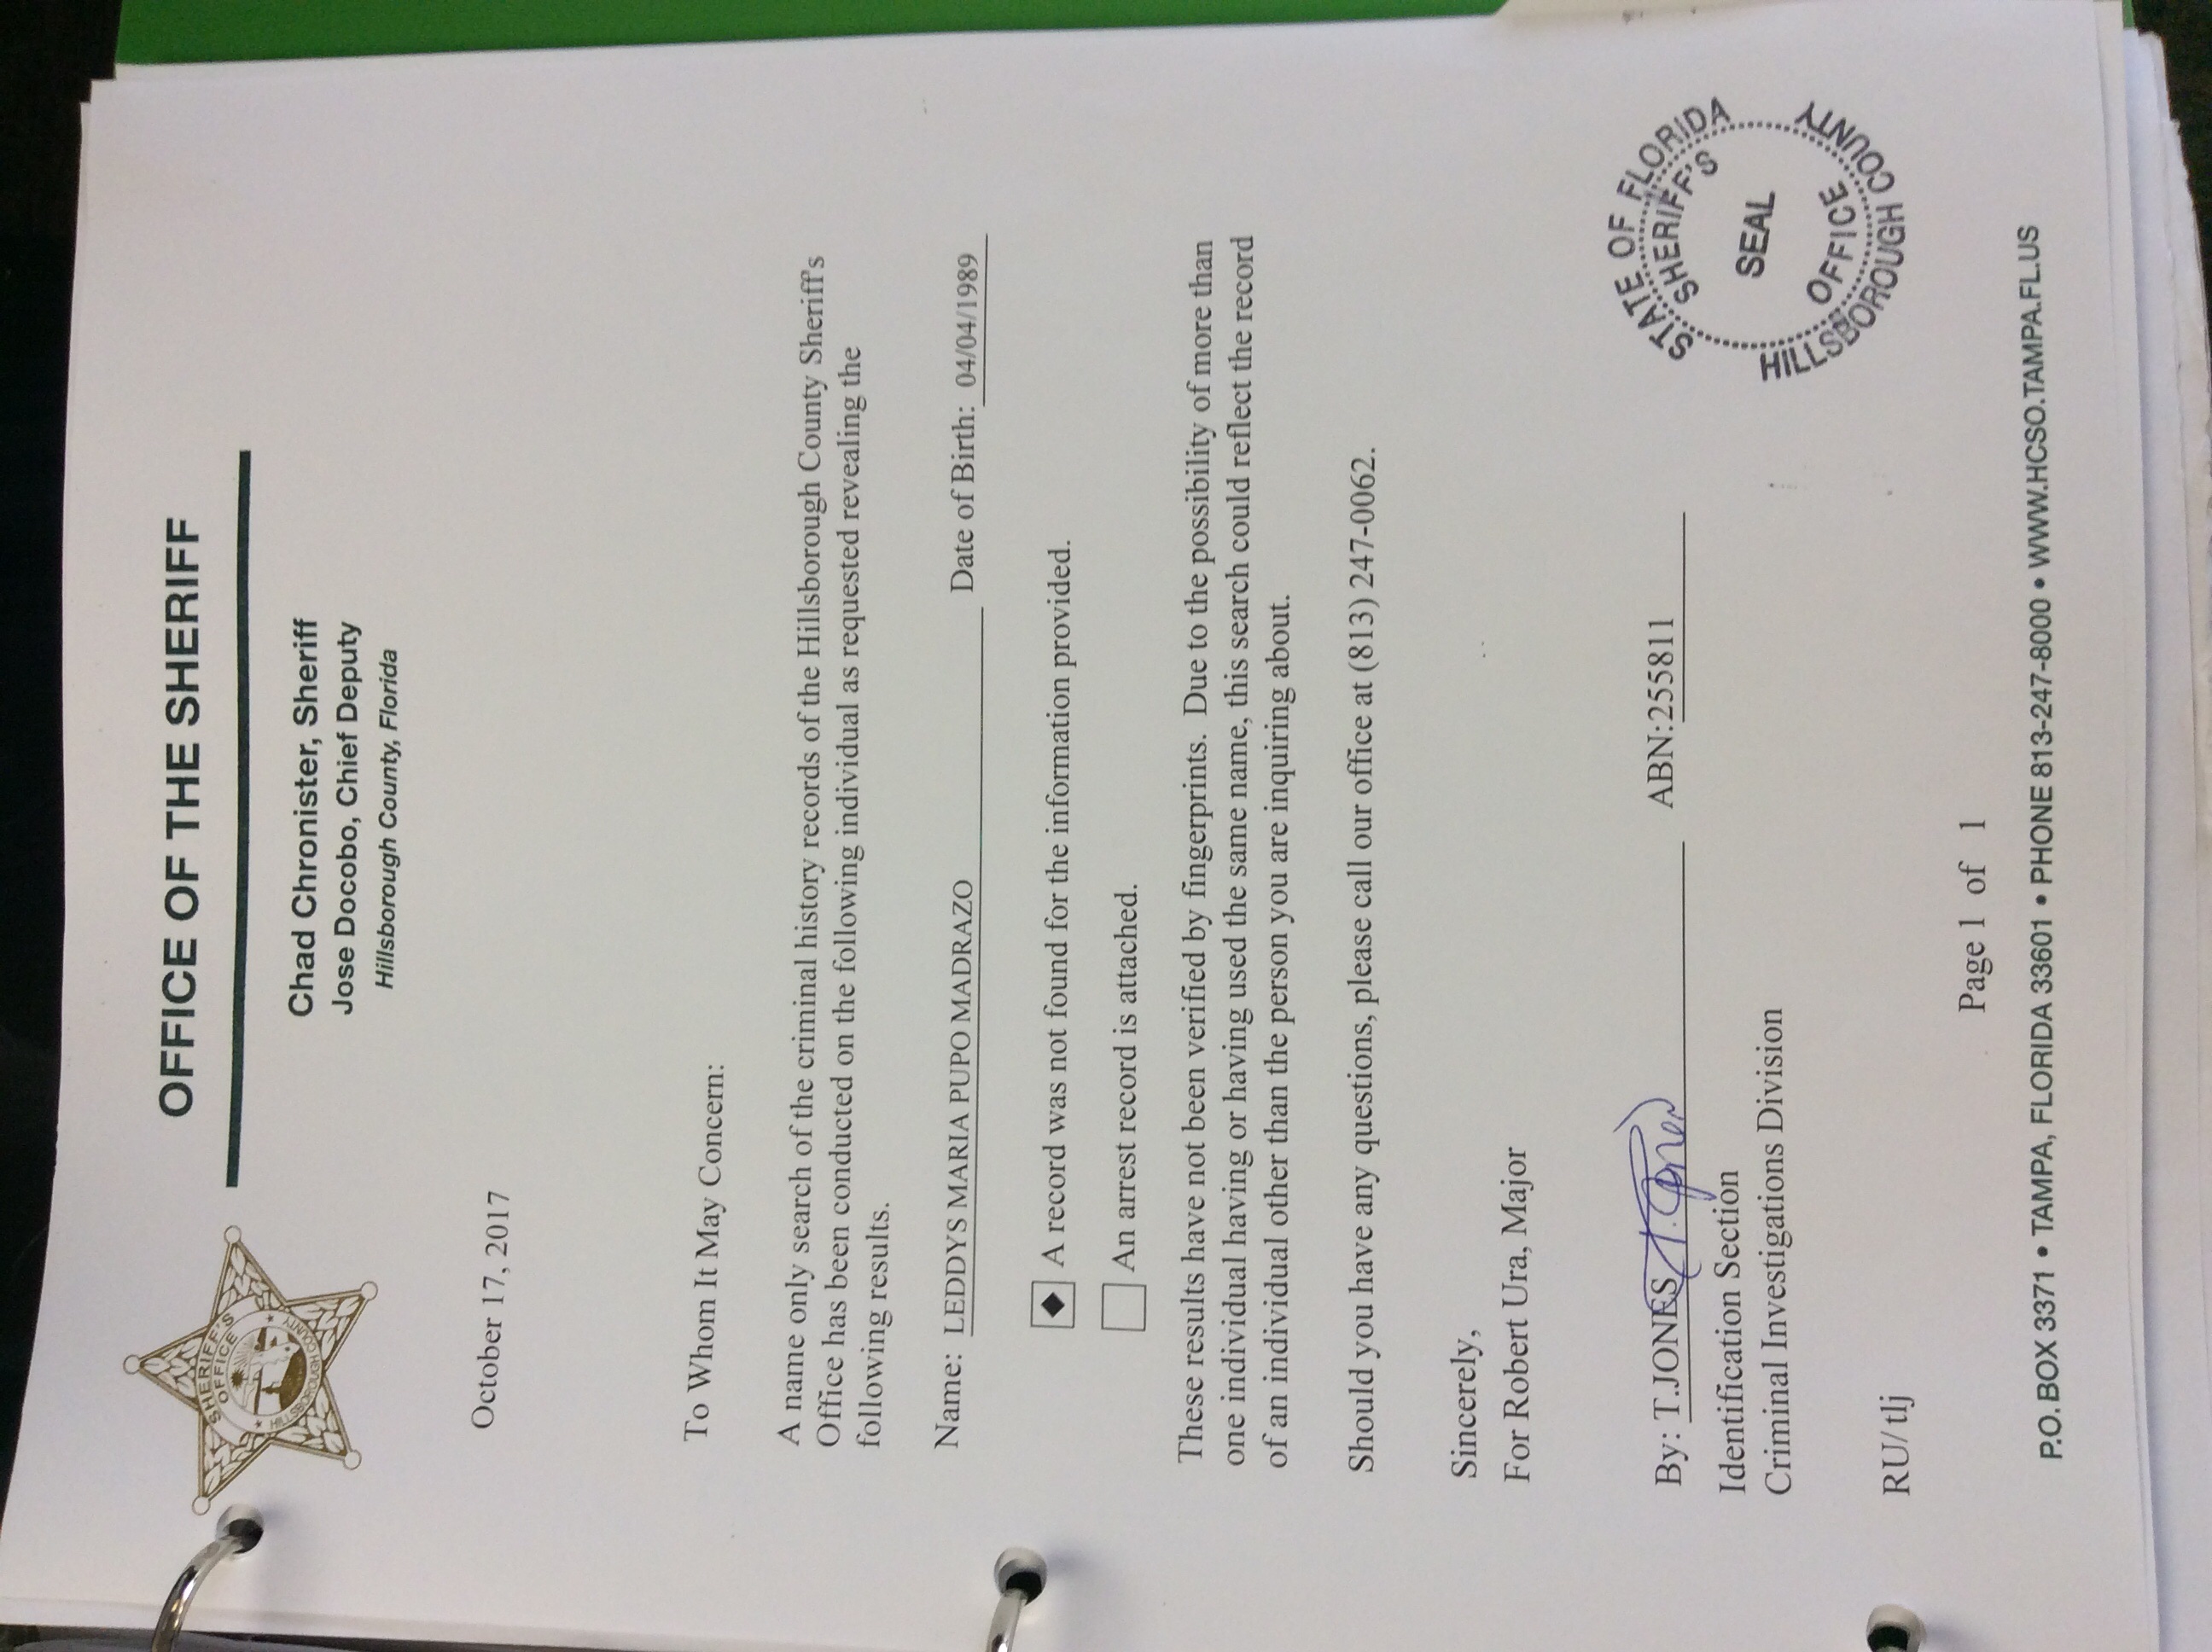 OFFICE OF THE SHERIFF
Chad Chronister, Sheriff
Jose Docobo, Chief Deputy
Hillsborough County, Florida
SHERIFF'S
OFFICE
HILLSBOROUGH COUNTY
October 17, 2017
To Whom It May Concern:
A name only search of the criminal history records of the Hillsborough County Sheriff's
Office has been conducted on the following individual as requested revealing the
following results.
Name: LEDDYS MARIA PUPO MADRAZO Date of Birth: 04/04/1989
A record was not found for the information provided.
An arrest record is attached.
These results have not been verified by fingerprints. Due to the possibility of more than
one individual having or having used the same name, this search could reflect the record
of an individual other than the person you are inquiring about.
Should you have any questions, please call our office at (813) 247-0062.
Sincerely,
For Robert Ura, Major
By: T.JONES T. Jones ABN:255811
Identification Section
Criminal Investigations Division
STATE OF FLORIDA
SHERIFF'S
SEAL
OFFICE
HILLSBOROUGH COUNTY
RU/tlj
Page 1 of 1
P.O. BOX 3371 • TAMPA, FLORIDA 33601 • PHONE 813-247-8000 • WWW.HCSO.TAMPA.FL.US